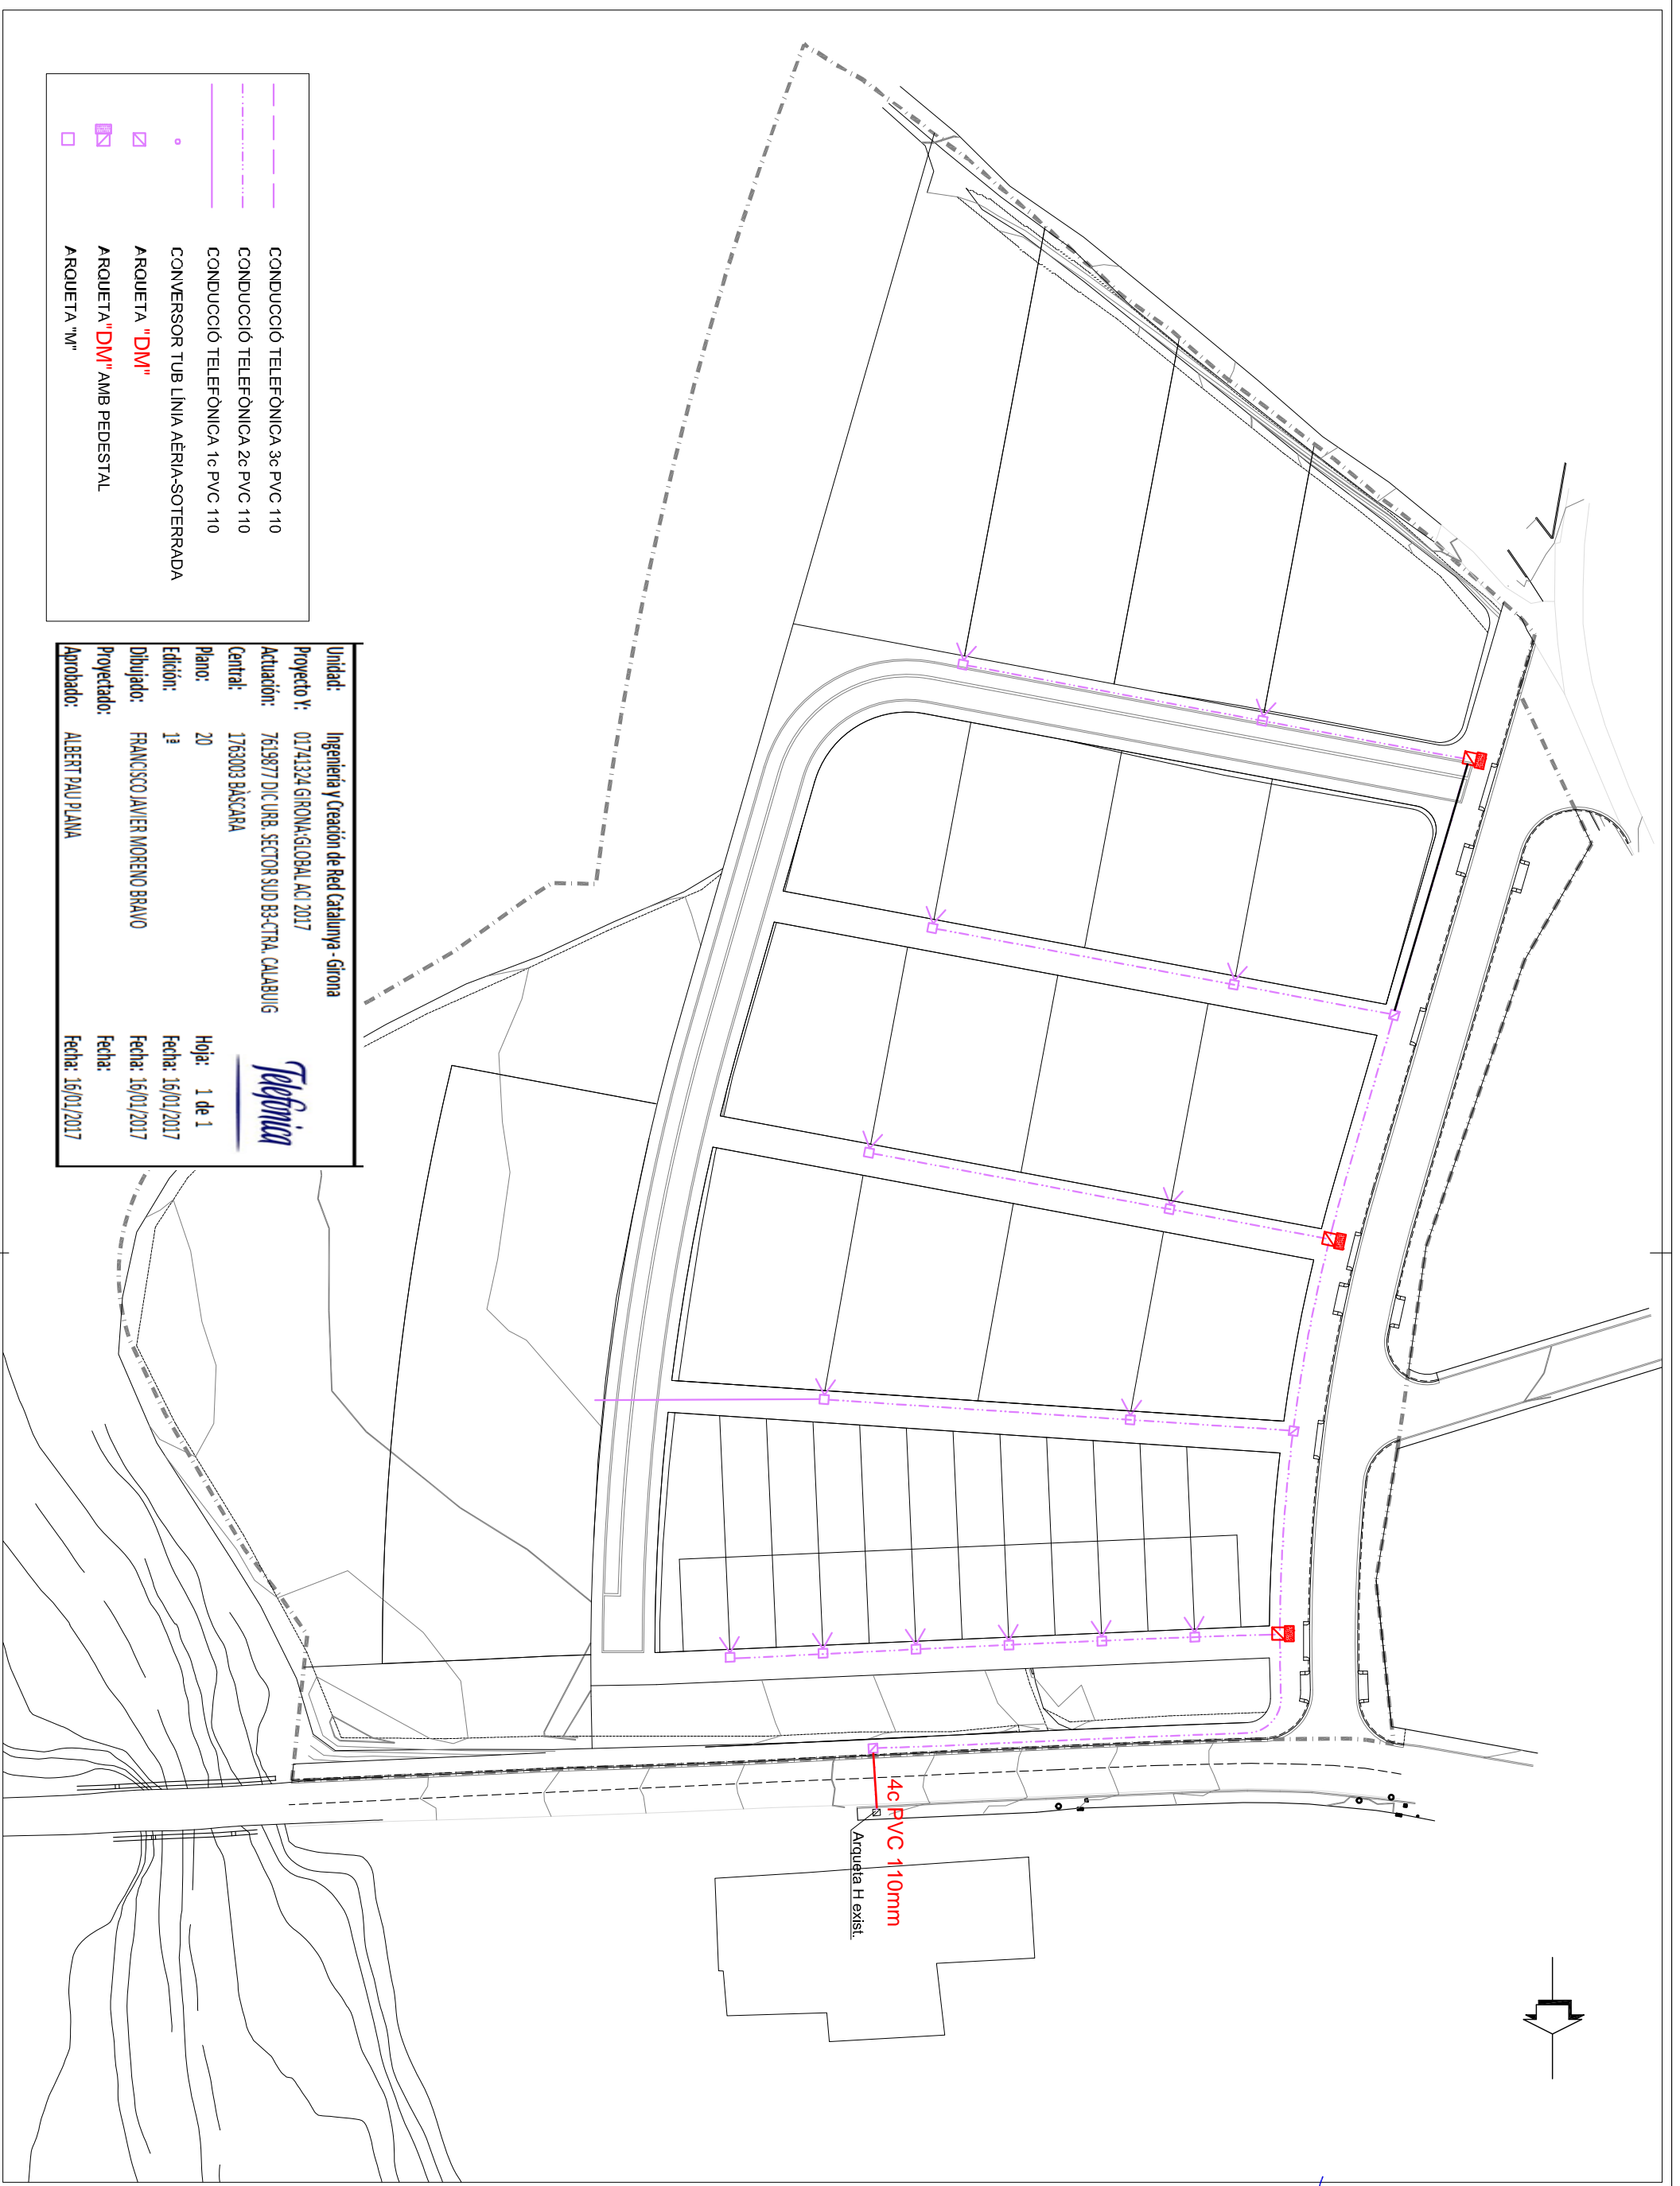 CONDUCCIÓ TELEFÒNICA 3c PVC 110
CONDUCCIÓ TELEFÒNICA 2c PVC 110
CONDUCCIÓ TELEFÒNICA 1c PVC 110
CONVERSOR TUB LÍNIA AÈRIA-SOTERRADA
ARQUETA "DM"
ARQUETA "DM" AMB PEDESTAL
ARQUETA "M"
Unidad: Ingeniería y Creación de Red Catalunya - Girona
Proyecto Y: 01741324 GIRONA:GLOBAL ACI 2017
Actuación: 7619877 DIC URB. SECTOR SUD B3-CTRA. CALABUIG
Central: 1763003 BÀSCARA
Telefónica
Plano: 20 Hoja: 1 de 1
Edición: 1ª Fecha: 16/01/2017
Dibujado: FRANCISCO JAVIER MORENO BRAVO Fecha: 16/01/2017
Proyectado: Fecha:
Aprobado: ALBERT PAU PLANA Fecha: 16/01/2017
4c PVC 110mm
Arqueta H exist.